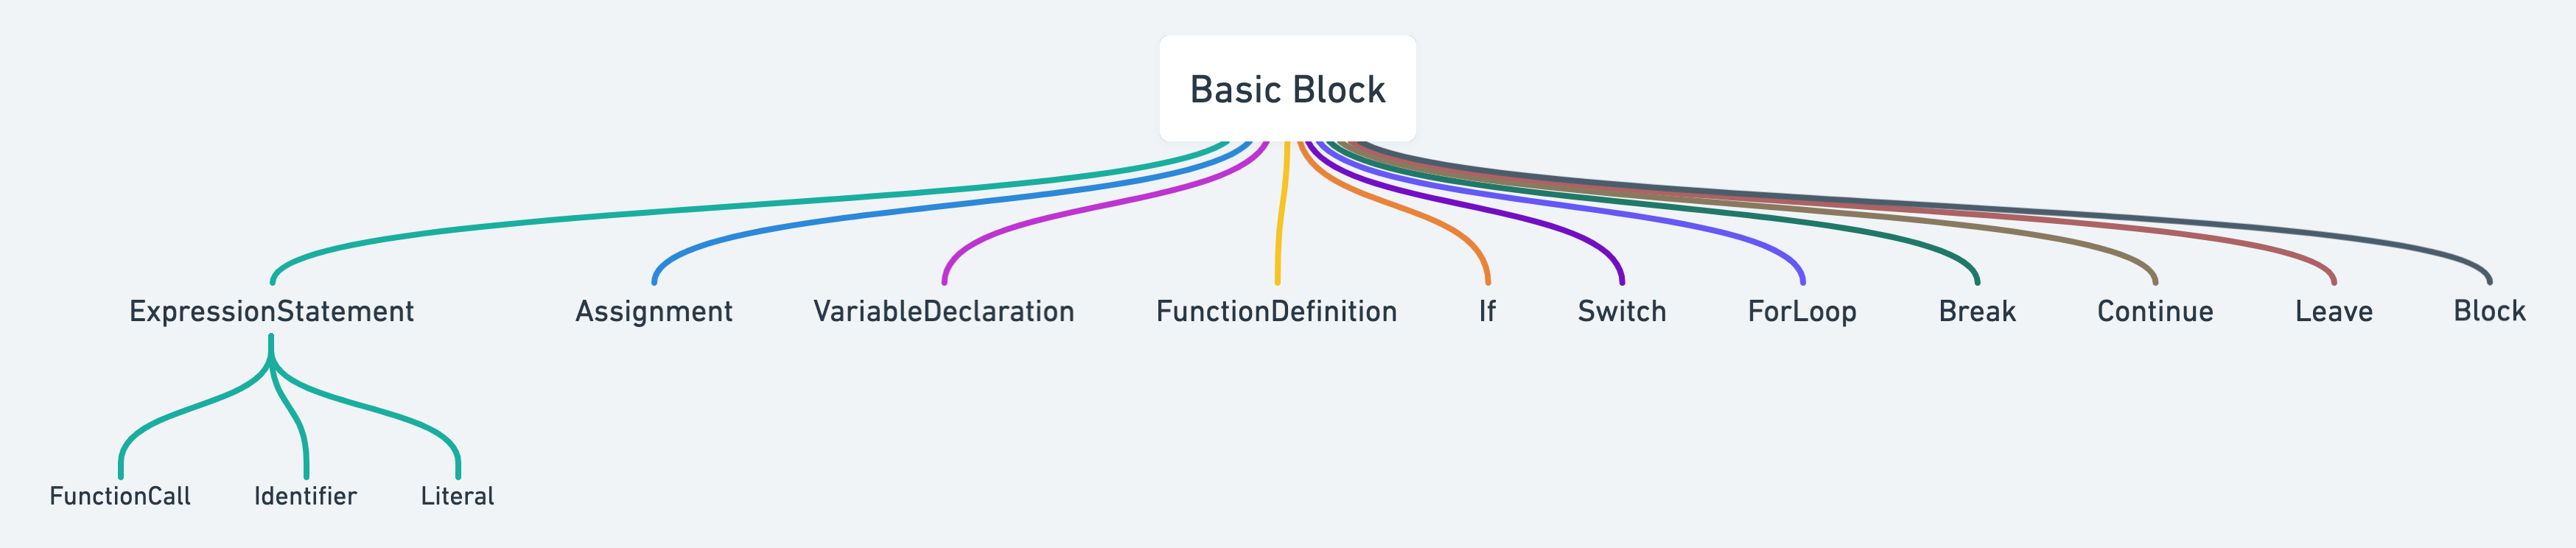 Basic Block
ExpressionStatement
Assignment
VariableDeclaration
FunctionDefinition
If
Switch
ForLoop
Break
Continue
Leave
Block
FunctionCall
Identifier
Literal